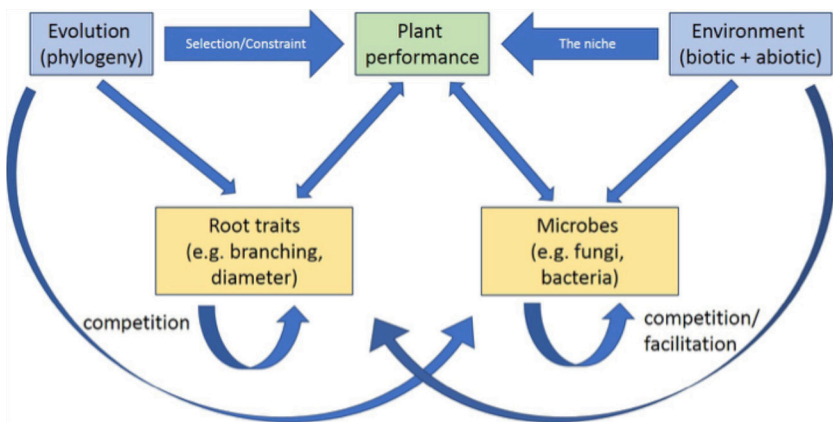 Evolution
(phylogeny)
Selection/Constraint
Plant
performance
The niche
Environment
(biotic + abiotic)
Root traits
(e.g. branching,
diameter)
Microbes
(e.g. fungi,
bacteria)
competition
competition/
facilitation